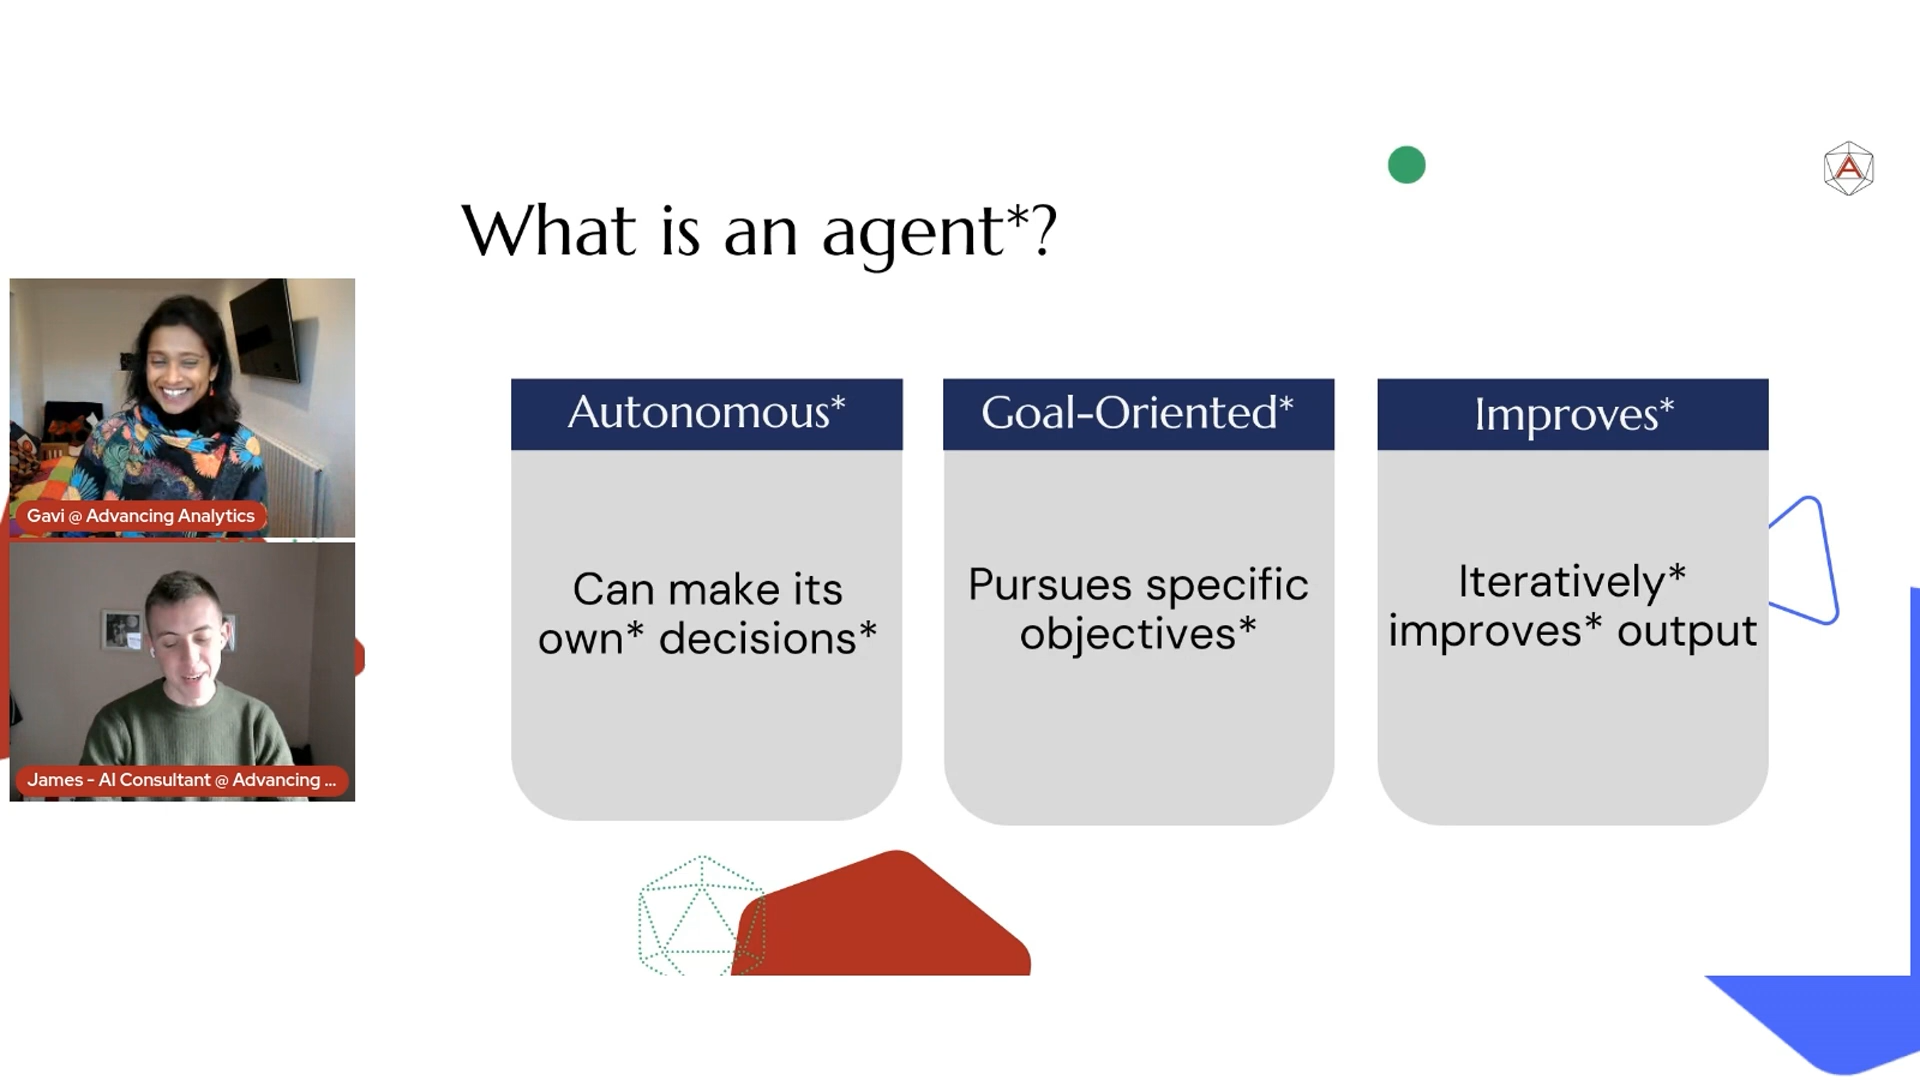 What is an agent*?
A
Autonomous*
Can make its
own* decisions*
Goal-Oriented*
Pursues specific
objectives*
Improves*
Iteratively*
improves* output
Gavi @ Advancing Analytics
James - AI Consultant @ Advancing ...